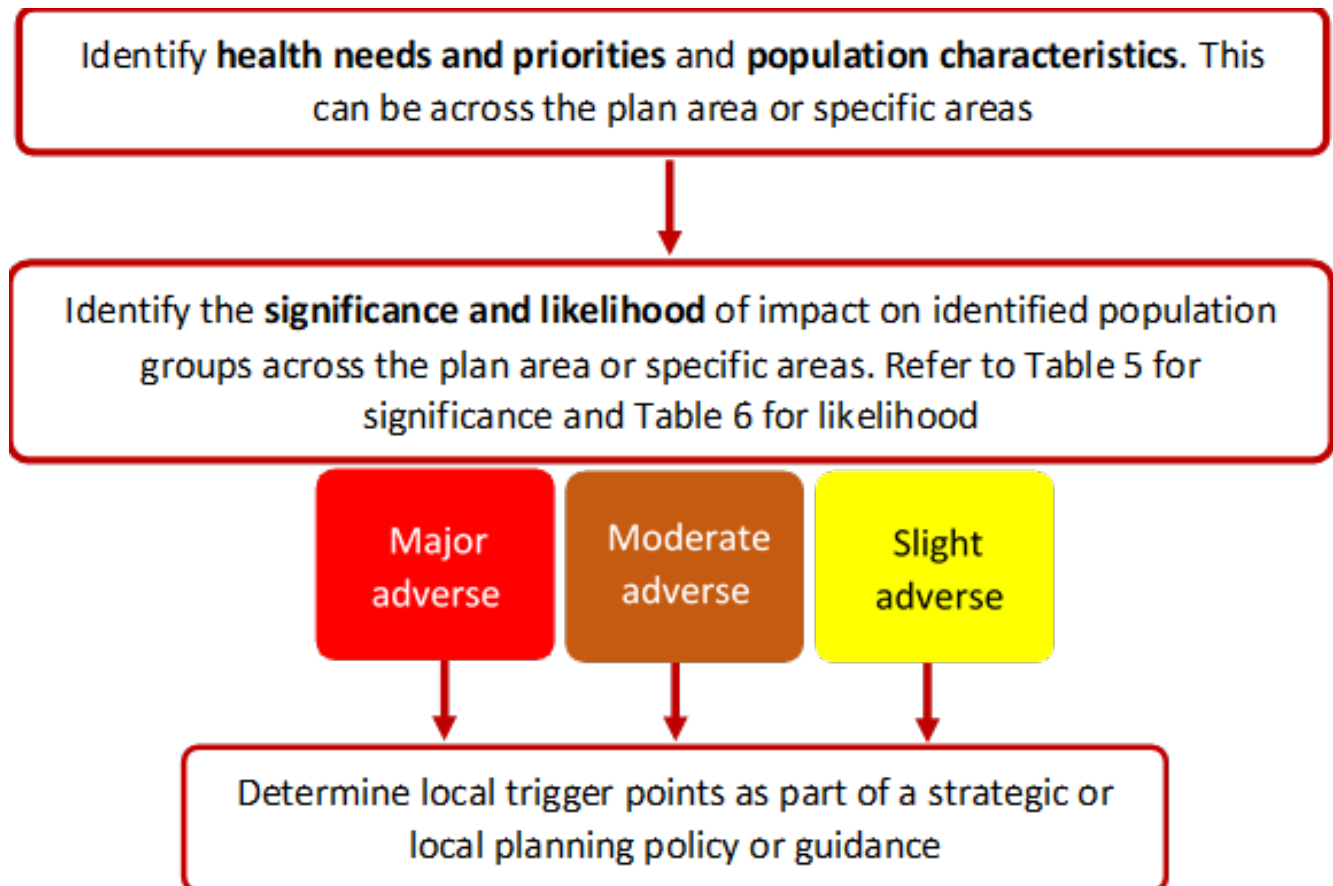 Identify health needs and priorities and population characteristics. This
can be across the plan area or specific areas
Identify the significance and likelihood of impact on identified population
groups across the plan area or specific areas. Refer to Table 5 for
significance and Table 6 for likelihood
Major
adverse
Moderate
adverse
Slight
adverse
Determine local trigger points as part of a strategic or
local planning policy or guidance